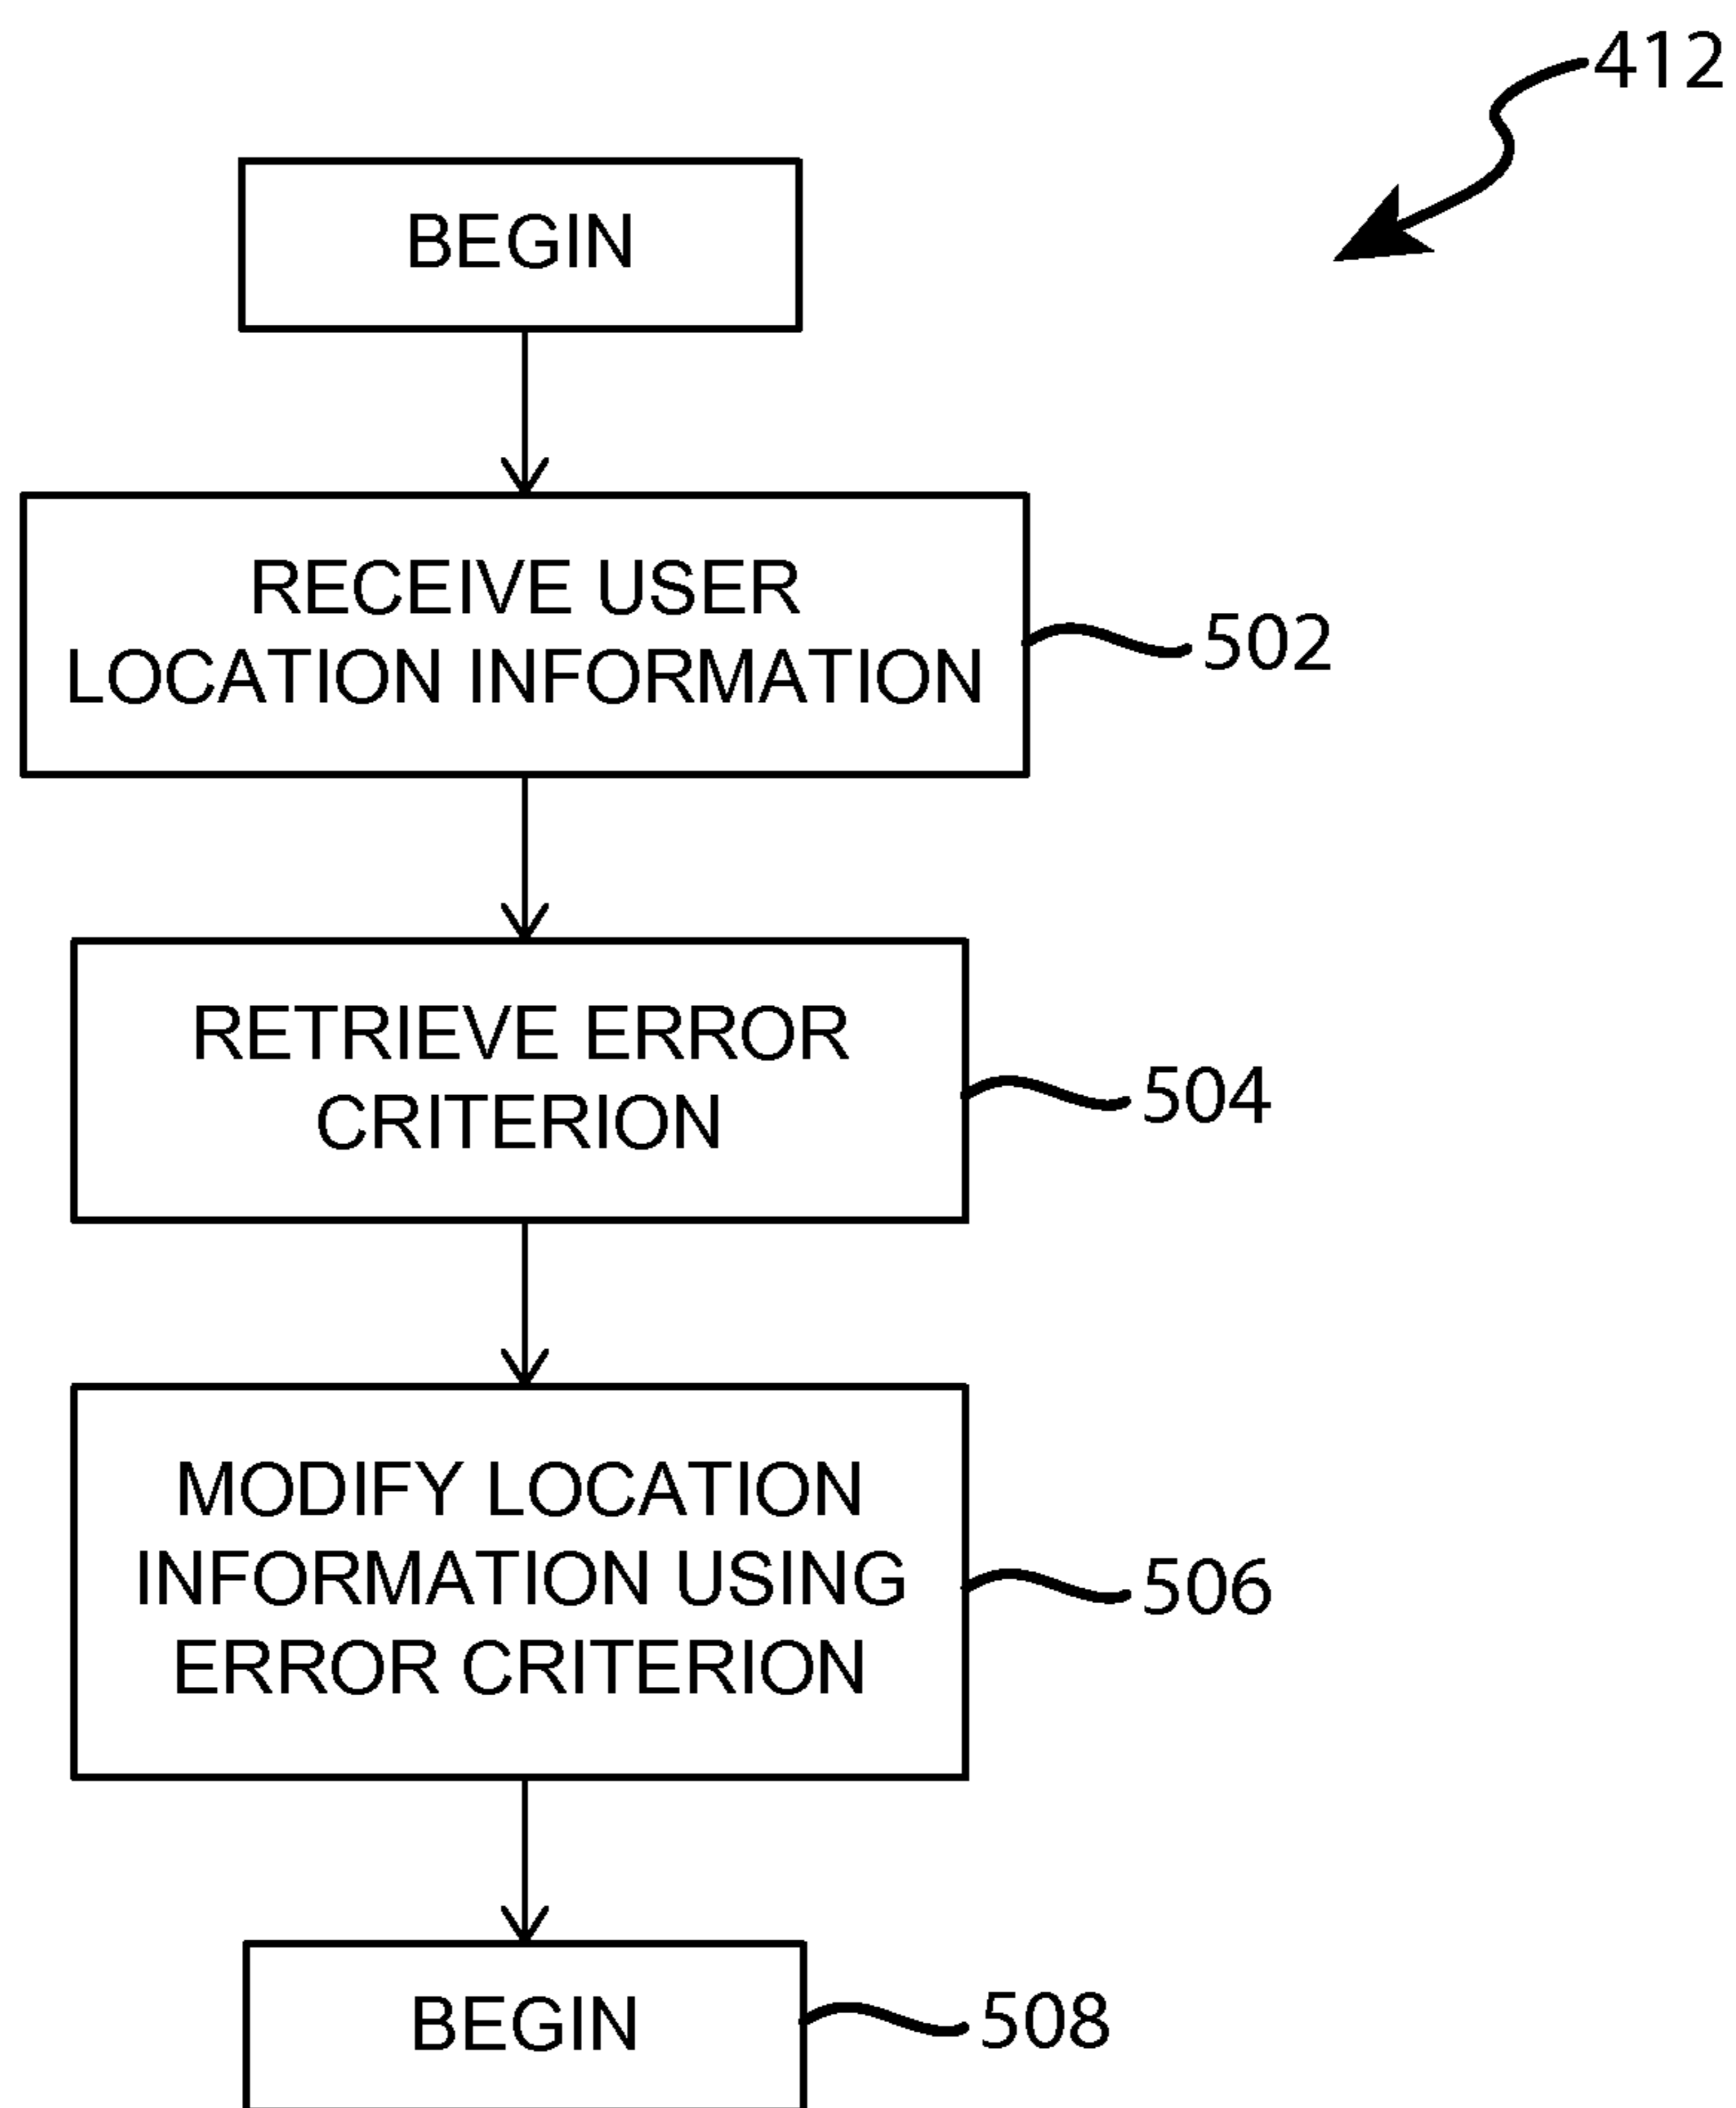 412
BEGIN
RECEIVE USER
LOCATION INFORMATION
502
RETRIEVE ERROR
CRITERION
504
MODIFY LOCATION
INFORMATION USING
ERROR CRITERION
506
BEGIN
508